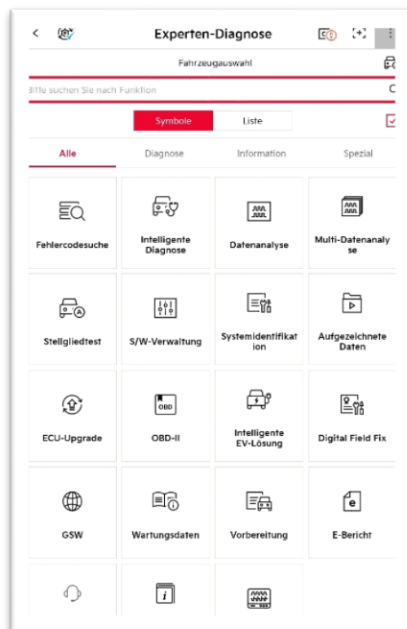 Experten-Diagnose
Fahrzeugauswahl
Bitte suchen Sie nach Funktion
Symbole Liste
Alle Diagnose Information Spezial
Fehlercodesuche
Intelligente
Diagnose
Datenanalyse
Multi-Datenanaly
se
Stellgliedtest
S/W-Verwaltung
Systemidentifikat
ion
Aufgezeichnete
Daten
ECU-Upgrade
OBD
OBD-II
Intelligente
EV-Lösung
Digital Field Fix
GSW
Wartungsdaten
Vorbereitung
E-Bericht